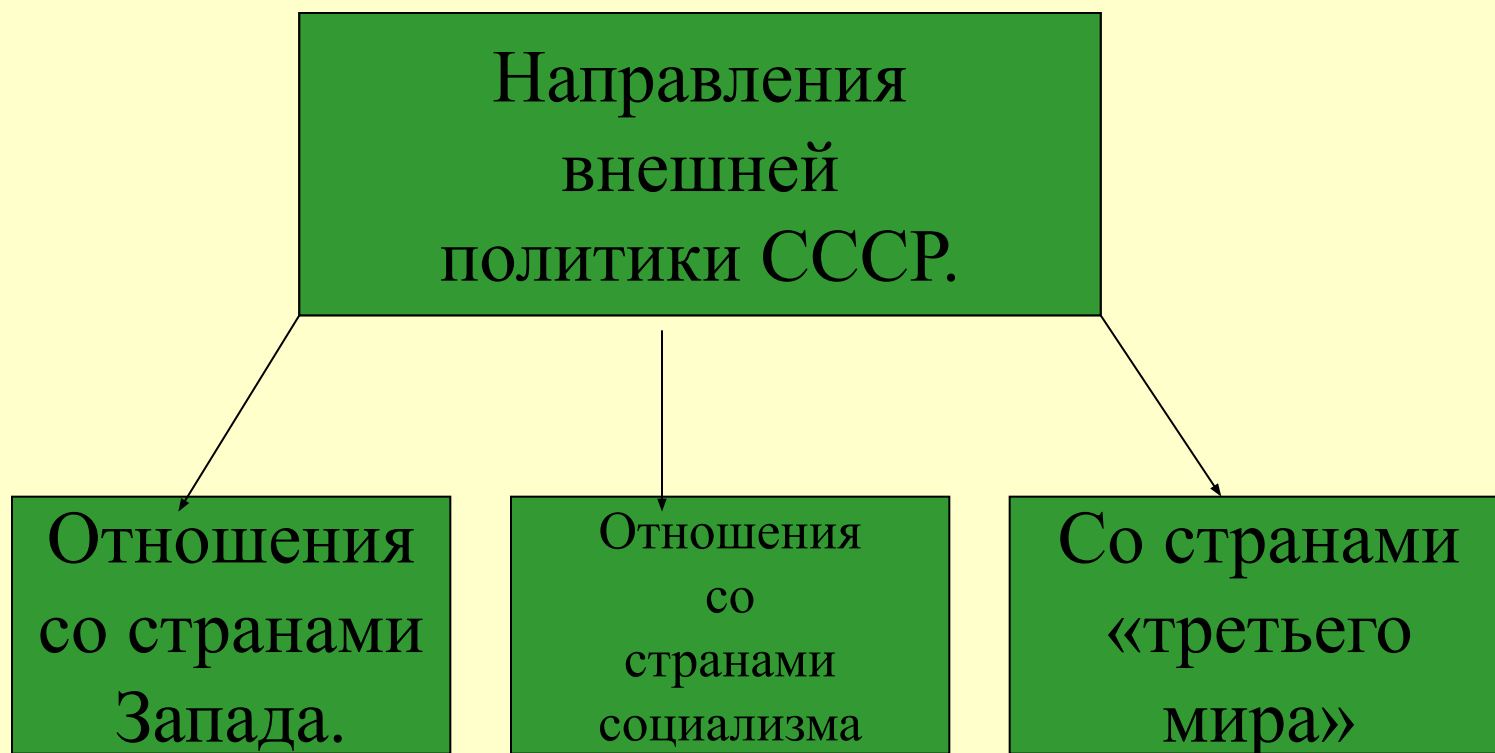 Направления
внешней
политики СССР.
Отношения
со странами
Запада.
Отношения
со
странами
социализма
Со странами
«третьего
мира»